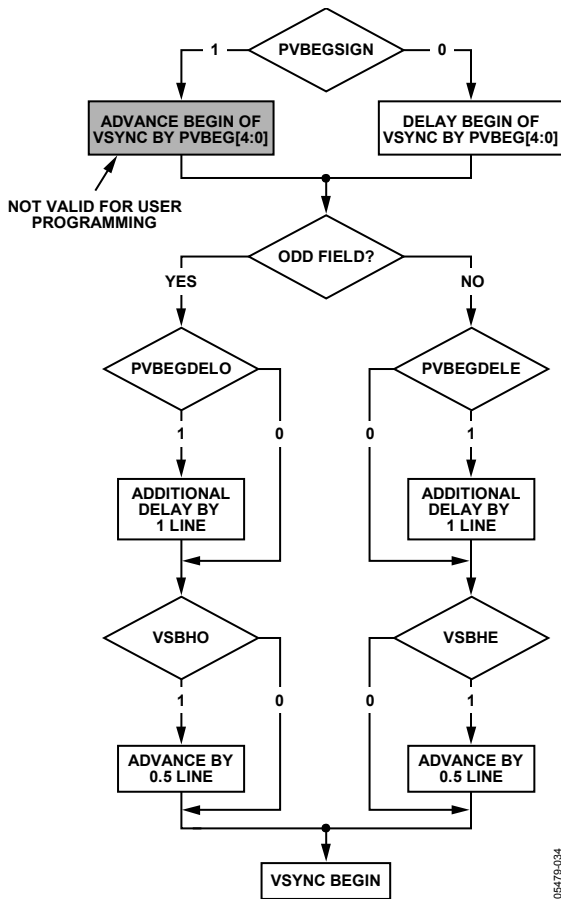 PVBEGSIGN
1
0
ADVANCE BEGIN OF
VSYNC BY PVBEG[4:0]
DELAY BEGIN OF
VSYNC BY PVBEG[4:0]
NOT VALID FOR USER
PROGRAMMING
ODD FIELD?
YES
NO
PVBEGDELO
PVBEGDELE
1
0
0
1
ADDITIONAL
DELAY BY
1 LINE
ADDITIONAL
DELAY BY
1 LINE
VSBHO
VSBHE
1
0
0
1
ADVANCE BY
0.5 LINE
ADVANCE BY
0.5 LINE
VSYNC BEGIN
05479-034